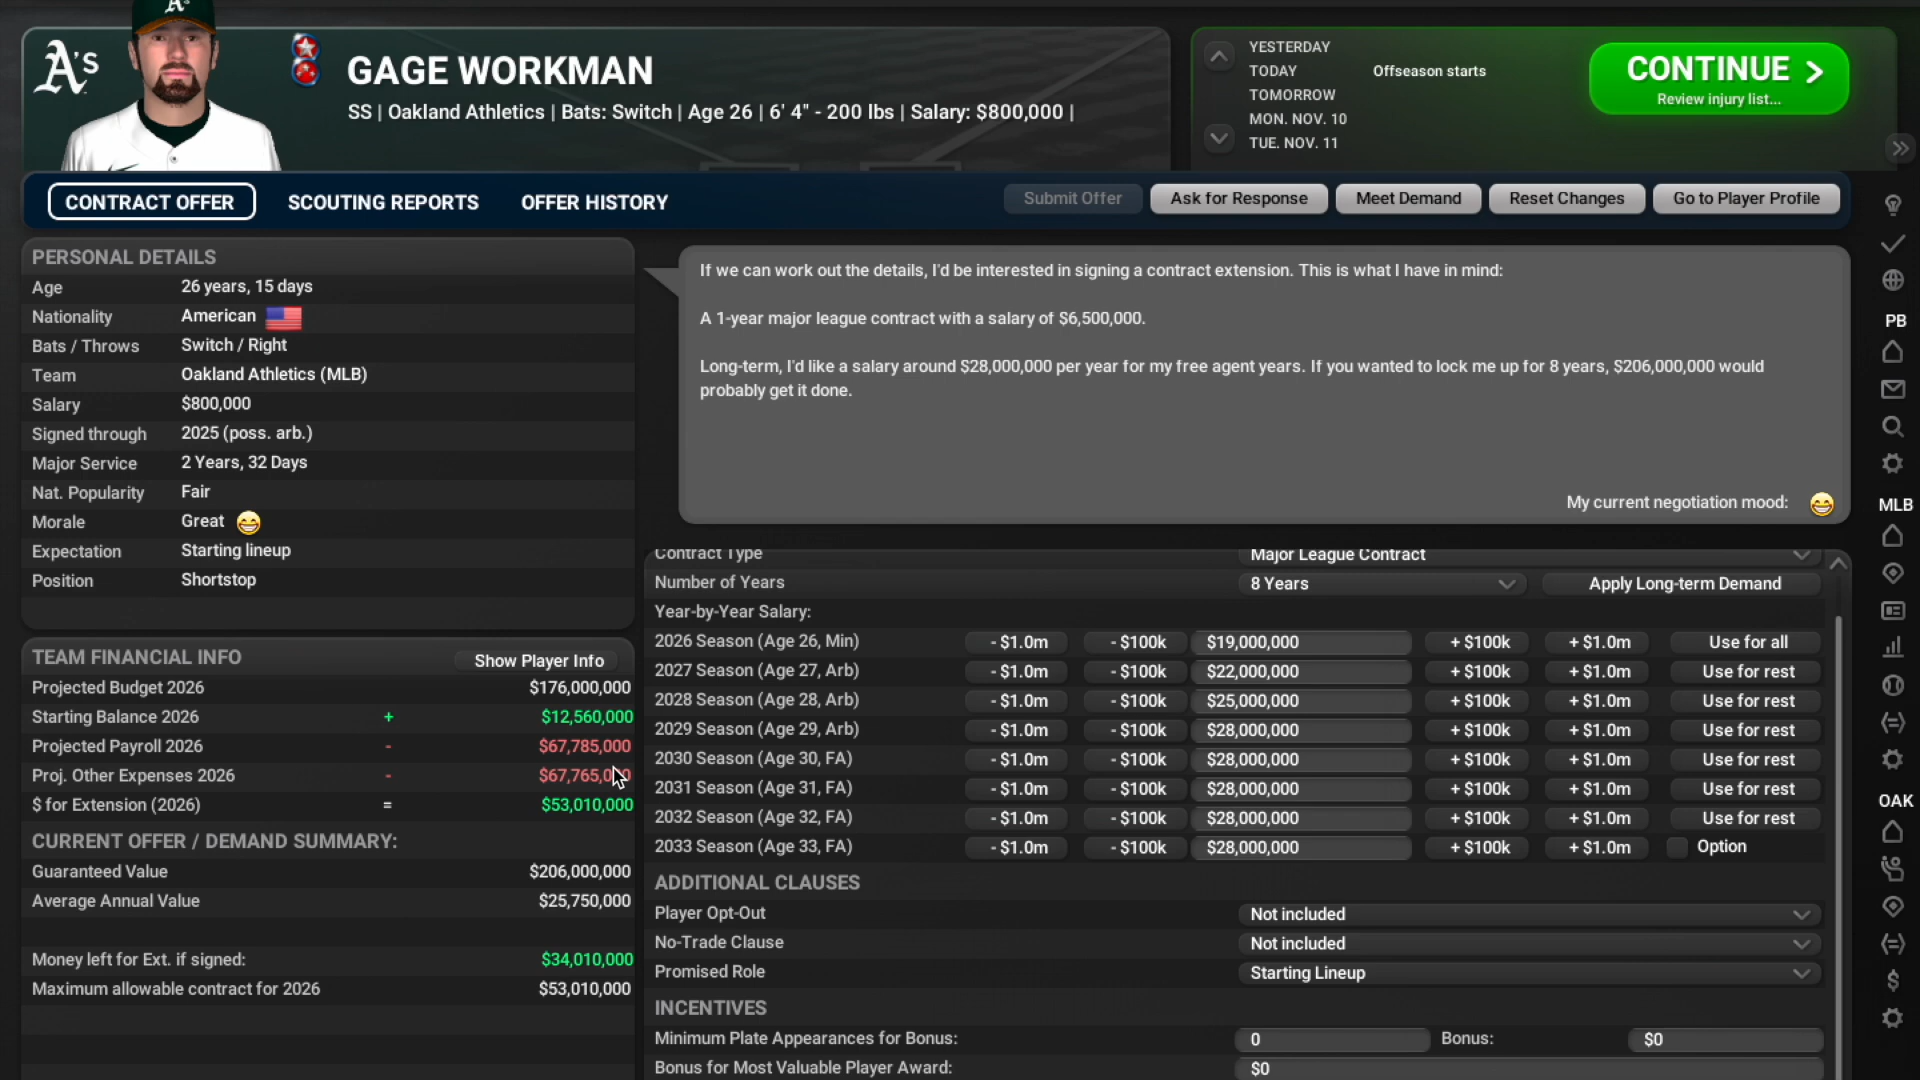 A's
GAGE WORKMAN
SS | Oakland Athletics | Bats: Switch | Age 26 | 6' 4" - 200 lbs | Salary: $800,000 |
YESTERDAY
TODAY Offseason starts
TOMORROW
MON. NOV. 10
TUE. NOV. 11
CONTINUE
Review injury list...
CONTRACT OFFER SCOUTING REPORTS OFFER HISTORY
Submit Offer Ask for Response Meet Demand Reset Changes Go to Player Profile
PERSONAL DETAILS
Age 26 years, 15 days
Nationality American
Bats / Throws Switch / Right
Team Oakland Athletics (MLB)
Salary $800,000
Signed through 2025 (poss. arb.)
Major Service 2 Years, 32 Days
Nat. Popularity Fair
Morale Great
Expectation Starting lineup
Position Shortstop
If we can work out the details, I'd be interested in signing a contract extension. This is what I have in mind:
A 1-year major league contract with a salary of $6,500,000.
Long-term, I'd like a salary around $28,000,000 per year for my free agent years. If you wanted to lock me up for 8 years, $206,000,000 would
probably get it done.
My current negotiation mood:
TEAM FINANCIAL INFO Show Player Info
Projected Budget 2026 $176,000,000
Starting Balance 2026 + $12,560,000
Projected Payroll 2026 - $67,785,000
Proj. Other Expenses 2026 - $67,765,000
$ for Extension (2026) = $53,010,000
CURRENT OFFER / DEMAND SUMMARY:
Guaranteed Value $206,000,000
Average Annual Value $25,750,000
Money left for Ext. if signed: $34,010,000
Maximum allowable contract for 2026 $53,010,000
Contract Type Major League Contract
Number of Years 8 Years Apply Long-term Demand
Year-by-Year Salary:
2026 Season (Age 26, Min) - $1.0m - $100k $19,000,000 + $100k + $1.0m Use for all
2027 Season (Age 27, Arb) - $1.0m - $100k $22,000,000 + $100k + $1.0m Use for rest
2028 Season (Age 28, Arb) - $1.0m - $100k $25,000,000 + $100k + $1.0m Use for rest
2029 Season (Age 29, Arb) - $1.0m - $100k $28,000,000 + $100k + $1.0m Use for rest
2030 Season (Age 30, FA) - $1.0m - $100k $28,000,000 + $100k + $1.0m Use for rest
2031 Season (Age 31, FA) - $1.0m - $100k $28,000,000 + $100k + $1.0m Use for rest
2032 Season (Age 32, FA) - $1.0m - $100k $28,000,000 + $100k + $1.0m Use for rest
2033 Season (Age 33, FA) - $1.0m - $100k $28,000,000 + $100k + $1.0m Option
ADDITIONAL CLAUSES
Player Opt-Out Not included
No-Trade Clause Not included
Promised Role Starting Lineup
INCENTIVES
Minimum Plate Appearances for Bonus: 0 Bonus: $0
Bonus for Most Valuable Player Award: $0
PB
MLB
OAK